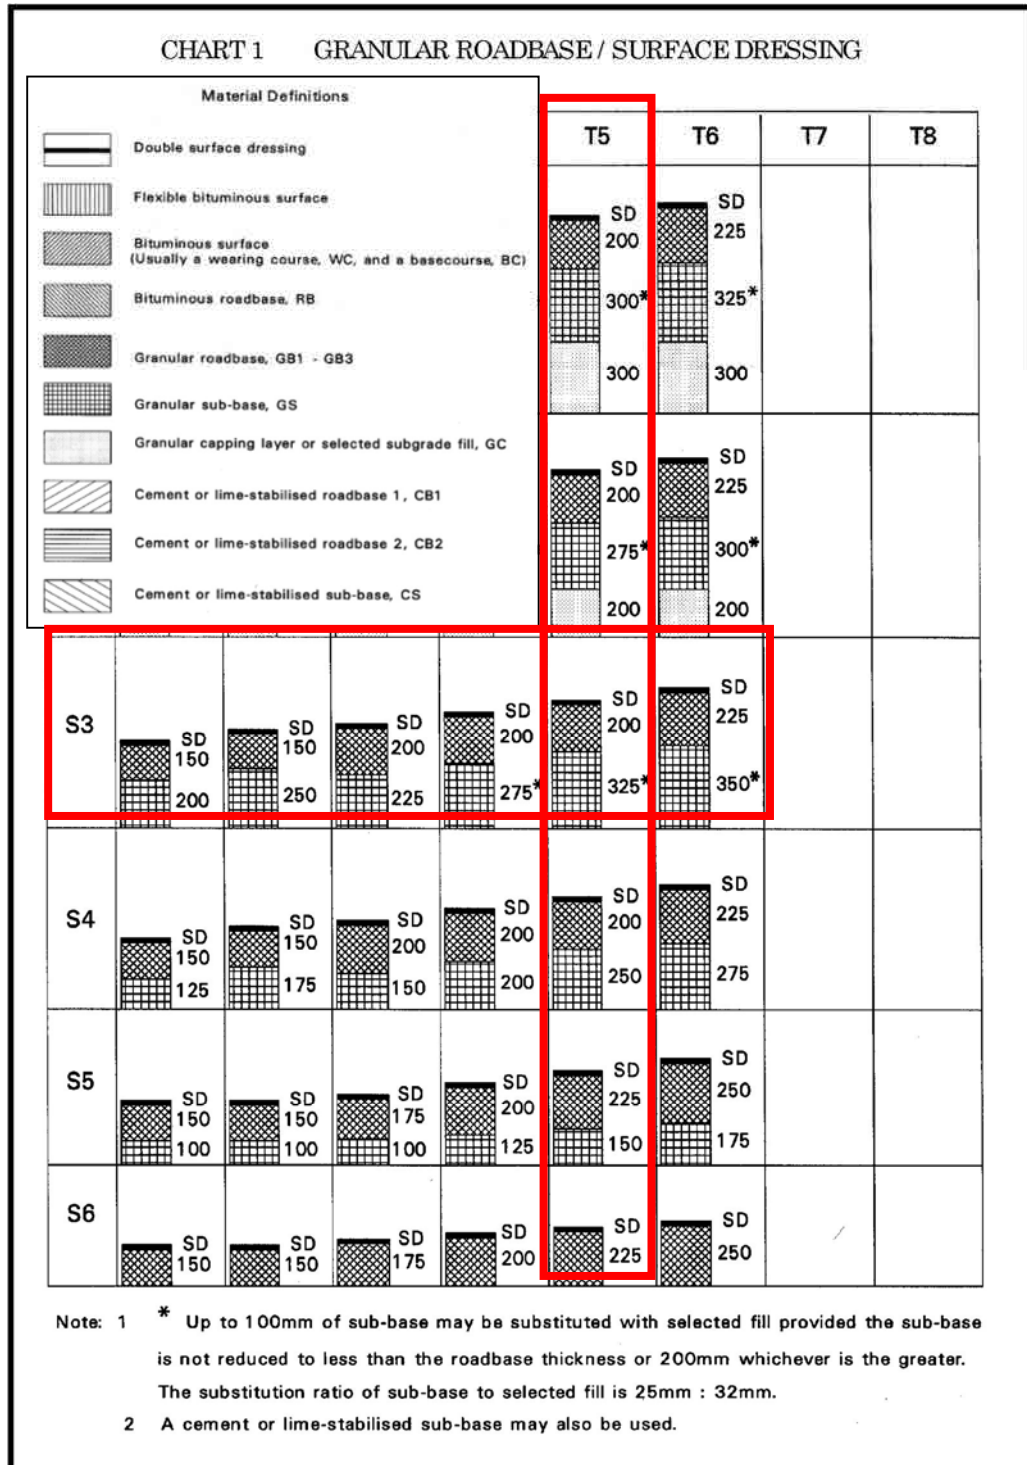 CHART 1 GRANULAR ROADBASE / SURFACE DRESSING
Material Definitions
Double surface dressing
Flexible bituminous surface
Bituminous surface
(Usually a wearing course, WC, and a basecourse, BC)
Bituminous roadbase, RB
Granular roadbase, GB1 - GB3
Granular sub-base, GS
Granular capping layer or selected subgrade fill, GC
Cement or lime-stabilised roadbase 1, CB1
Cement or lime-stabilised roadbase 2, CB2
Cement or lime-stabilised sub-base, CS
T5 T6 T7 T8
SD SD
200 225
300* 325*
300 300
SD SD
200 225
275* 300*
200 200
S3
SD SD SD SD SD SD
150 150 200 200 200 225
200 250 225 275* 325* 350*
S4
SD SD SD SD SD SD
150 150 200 200 200 225
125 175 150 200 250 275
S5
SD SD SD SD SD SD
150 150 175 200 225 250
100 100 100 125 150 175
S6
SD SD SD SD SD SD
150 150 175 200 225 250
Note: 1 * Up to 100mm of sub-base may be substituted with selected fill provided the sub-base
is not reduced to less than the roadbase thickness or 200mm whichever is the greater.
The substitution ratio of sub-base to selected fill is 25mm : 32mm.
2 A cement or lime-stabilised sub-base may also be used.